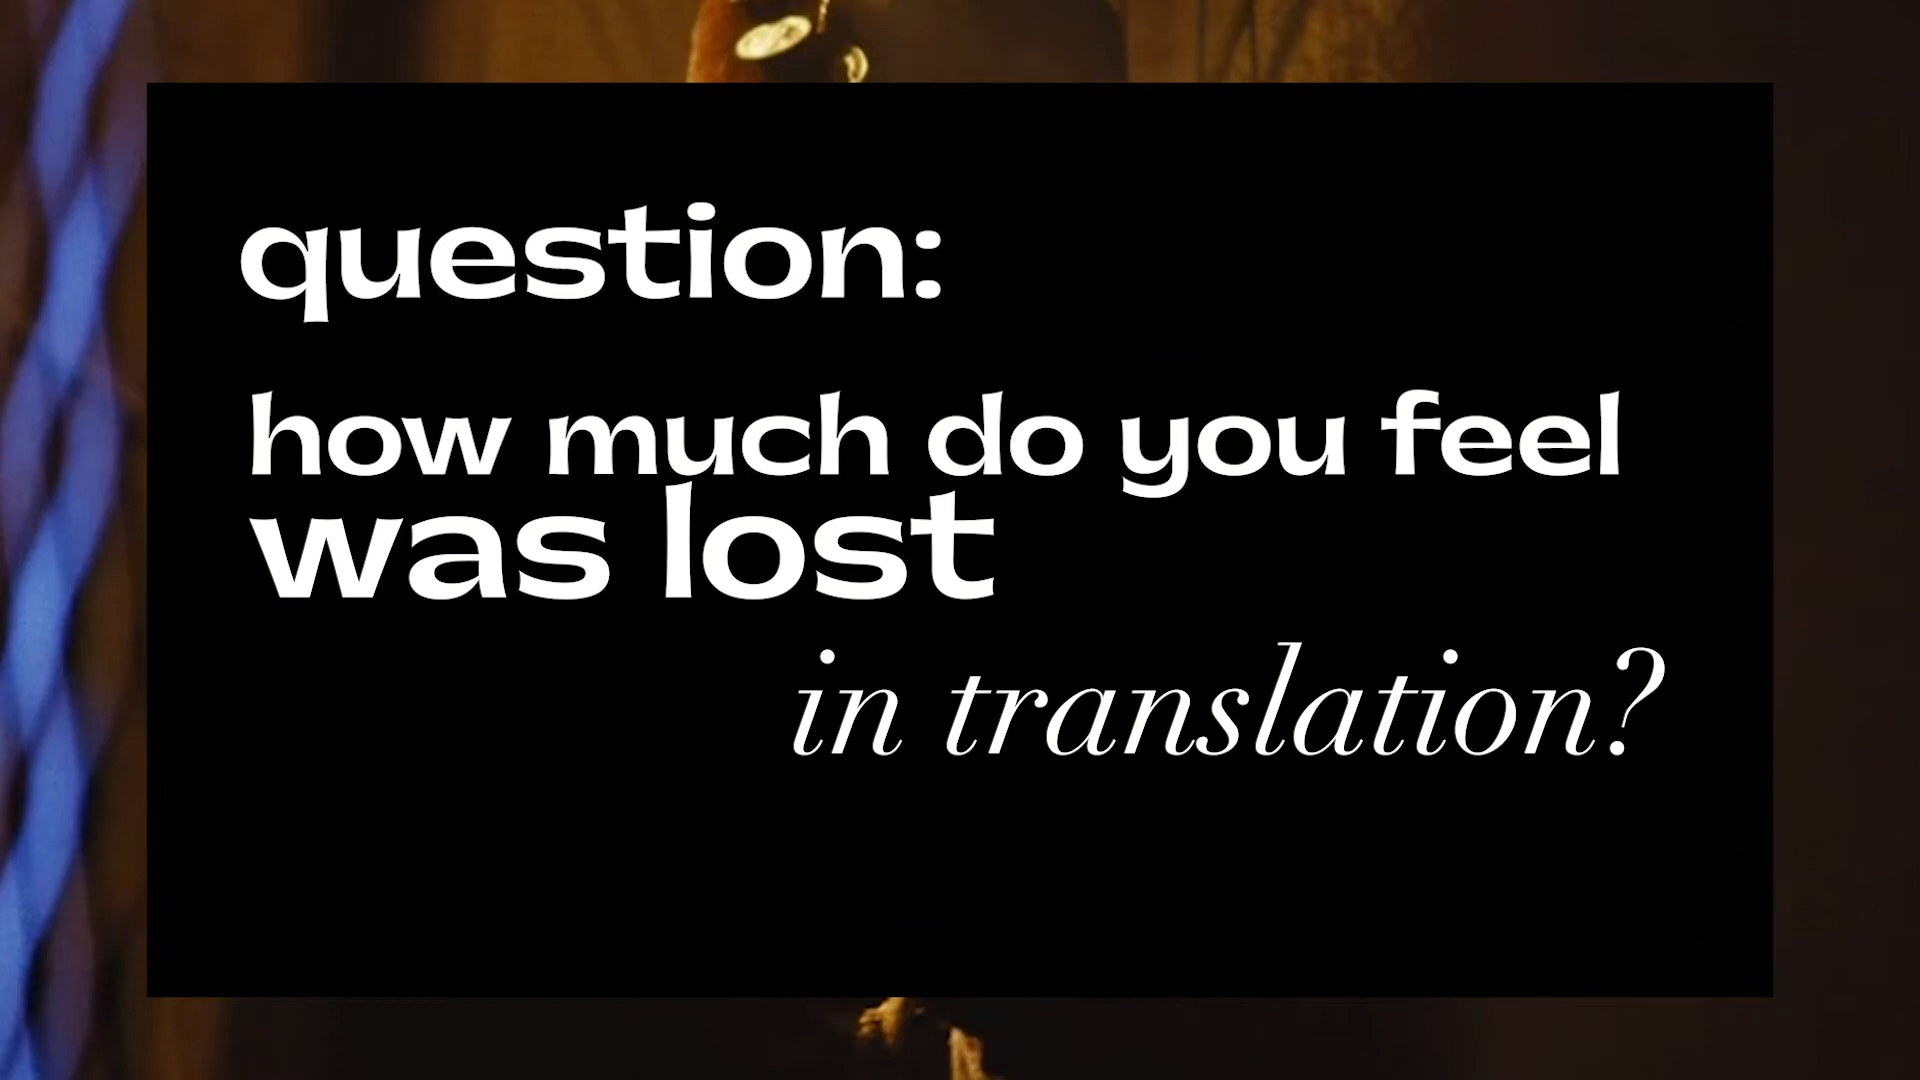 question:
how much do you feel
was lost
in translation?